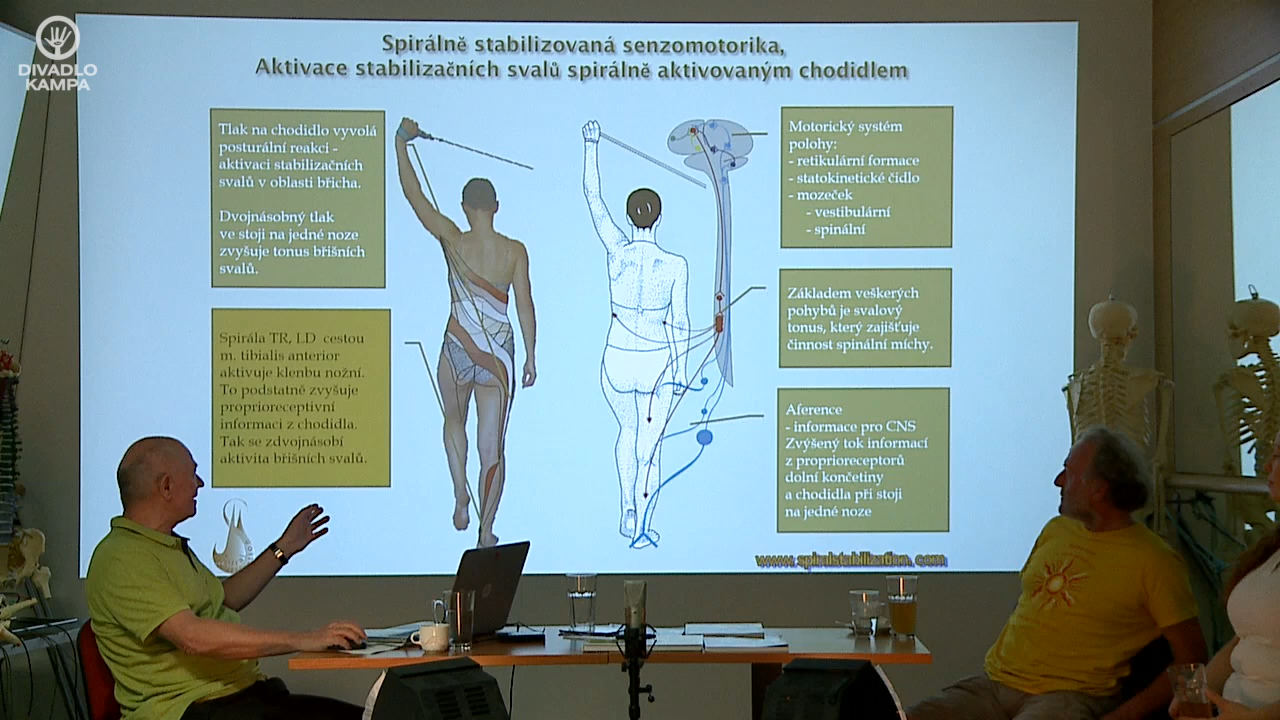 DIVADLO
KAMPA
Spirálně stabilizovaná senzomotorika,
Aktivace stabilizačních svalů spirálně aktivovaným chodidlem
Tlak na chodidlo vyvolá
posturální reakci -
aktivaci stabilizačních
svalů v oblasti břicha.
Dvojnásobný tlak
ve stoji na jedné noze
zvyšuje tonus břišních
svalů.
Spirála TR, LD cestou
m. tibialis anterior
aktivuje klenbu nožní.
To podstatně zvyšuje
proprioreceptivní
informaci z chodidla.
Tak se zdvojnásobí
aktivita břišních svalů.
Motorický systém
polohy:
- retikulární formace
- statokinetické čidlo
- mozeček
- vestibulární
- spinální
Základem veškerých
pohybů je svalový
tonus, který zajišťuje
činnost spinální míchy.
Aference
- informace pro CNS
Zvýšený tok informací
z proprioreceptorů
dolní končetiny
a chodidla při stoji
na jedné noze
www.spiralstabilization.com